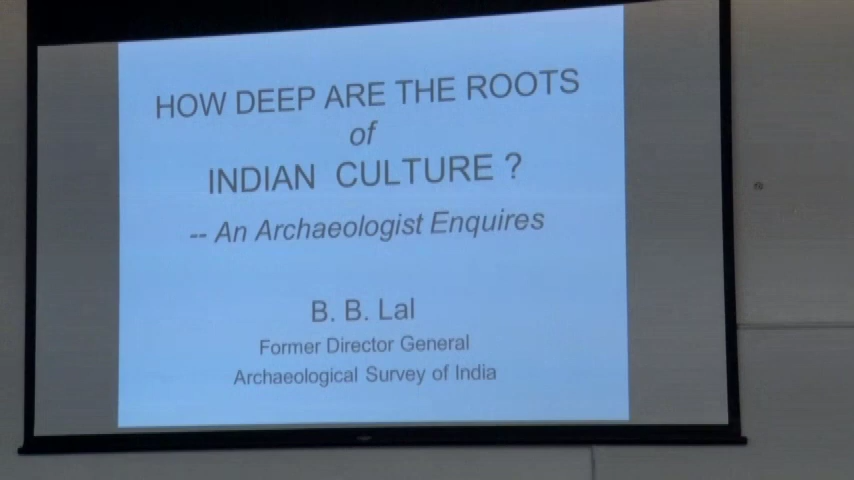 HOW DEEP ARE THE ROOTS
of
INDIAN CULTURE ?
-- An Archaeologist Enquires
B. B. Lal
Former Director General
Archaeological Survey of India